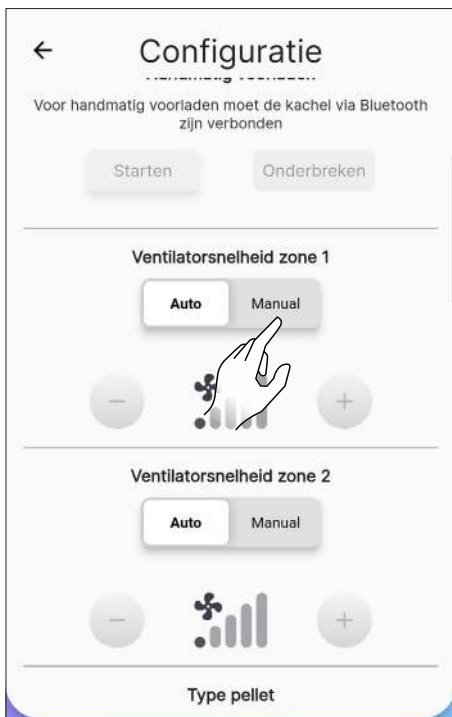 Configuratie
Voor handmatig voorladen moet de kachel via Bluetooth
zijn verbonden
Starten
Onderbreken
Ventilatorsnelheid zone 1
Auto
Manual
Ventilatorsnelheid zone 2
Auto
Manual
Type pellet